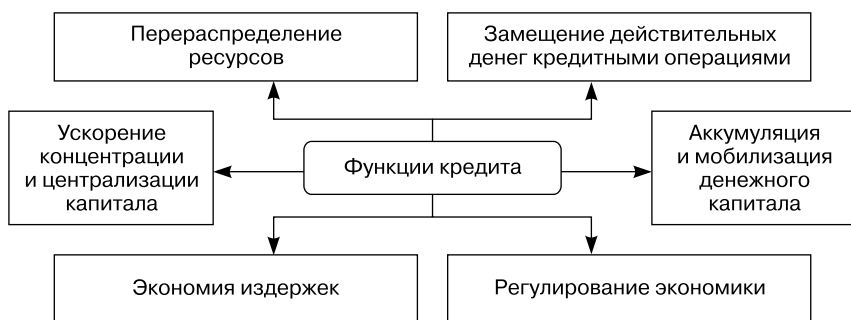 Перераспределение
ресурсов
Замещение действительных
денег кредитными операциями
Ускорение
концентрации
и централизации
капитала
Функции кредита
Аккумуляция
и мобилизация
денежного
капитала
Экономия издержек
Регулирование экономики